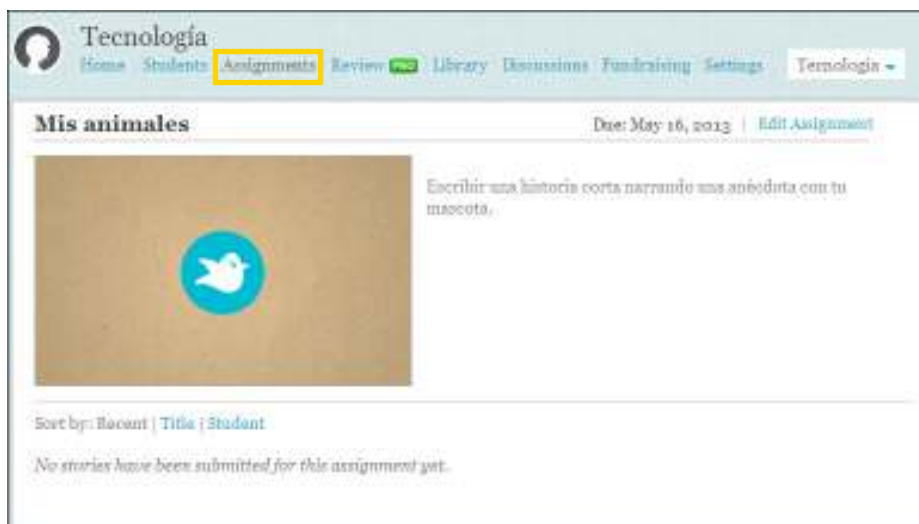 Tecnología
Home Students Assignments Review PRO Library Discussions Fundraising Settings Ternologia
Mis animales
Due: May 16, 2013 | Edit Assignment
Escribir una historia corta narrando una anécdota con tu
mascota.
Sort by: Recent | Title | Student
No stories have been submitted for this assignment yet.